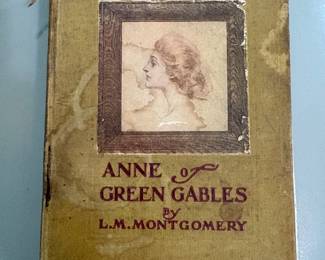 ANNE of
GREEN GABLES
BY
L.M. MONTGOMERY